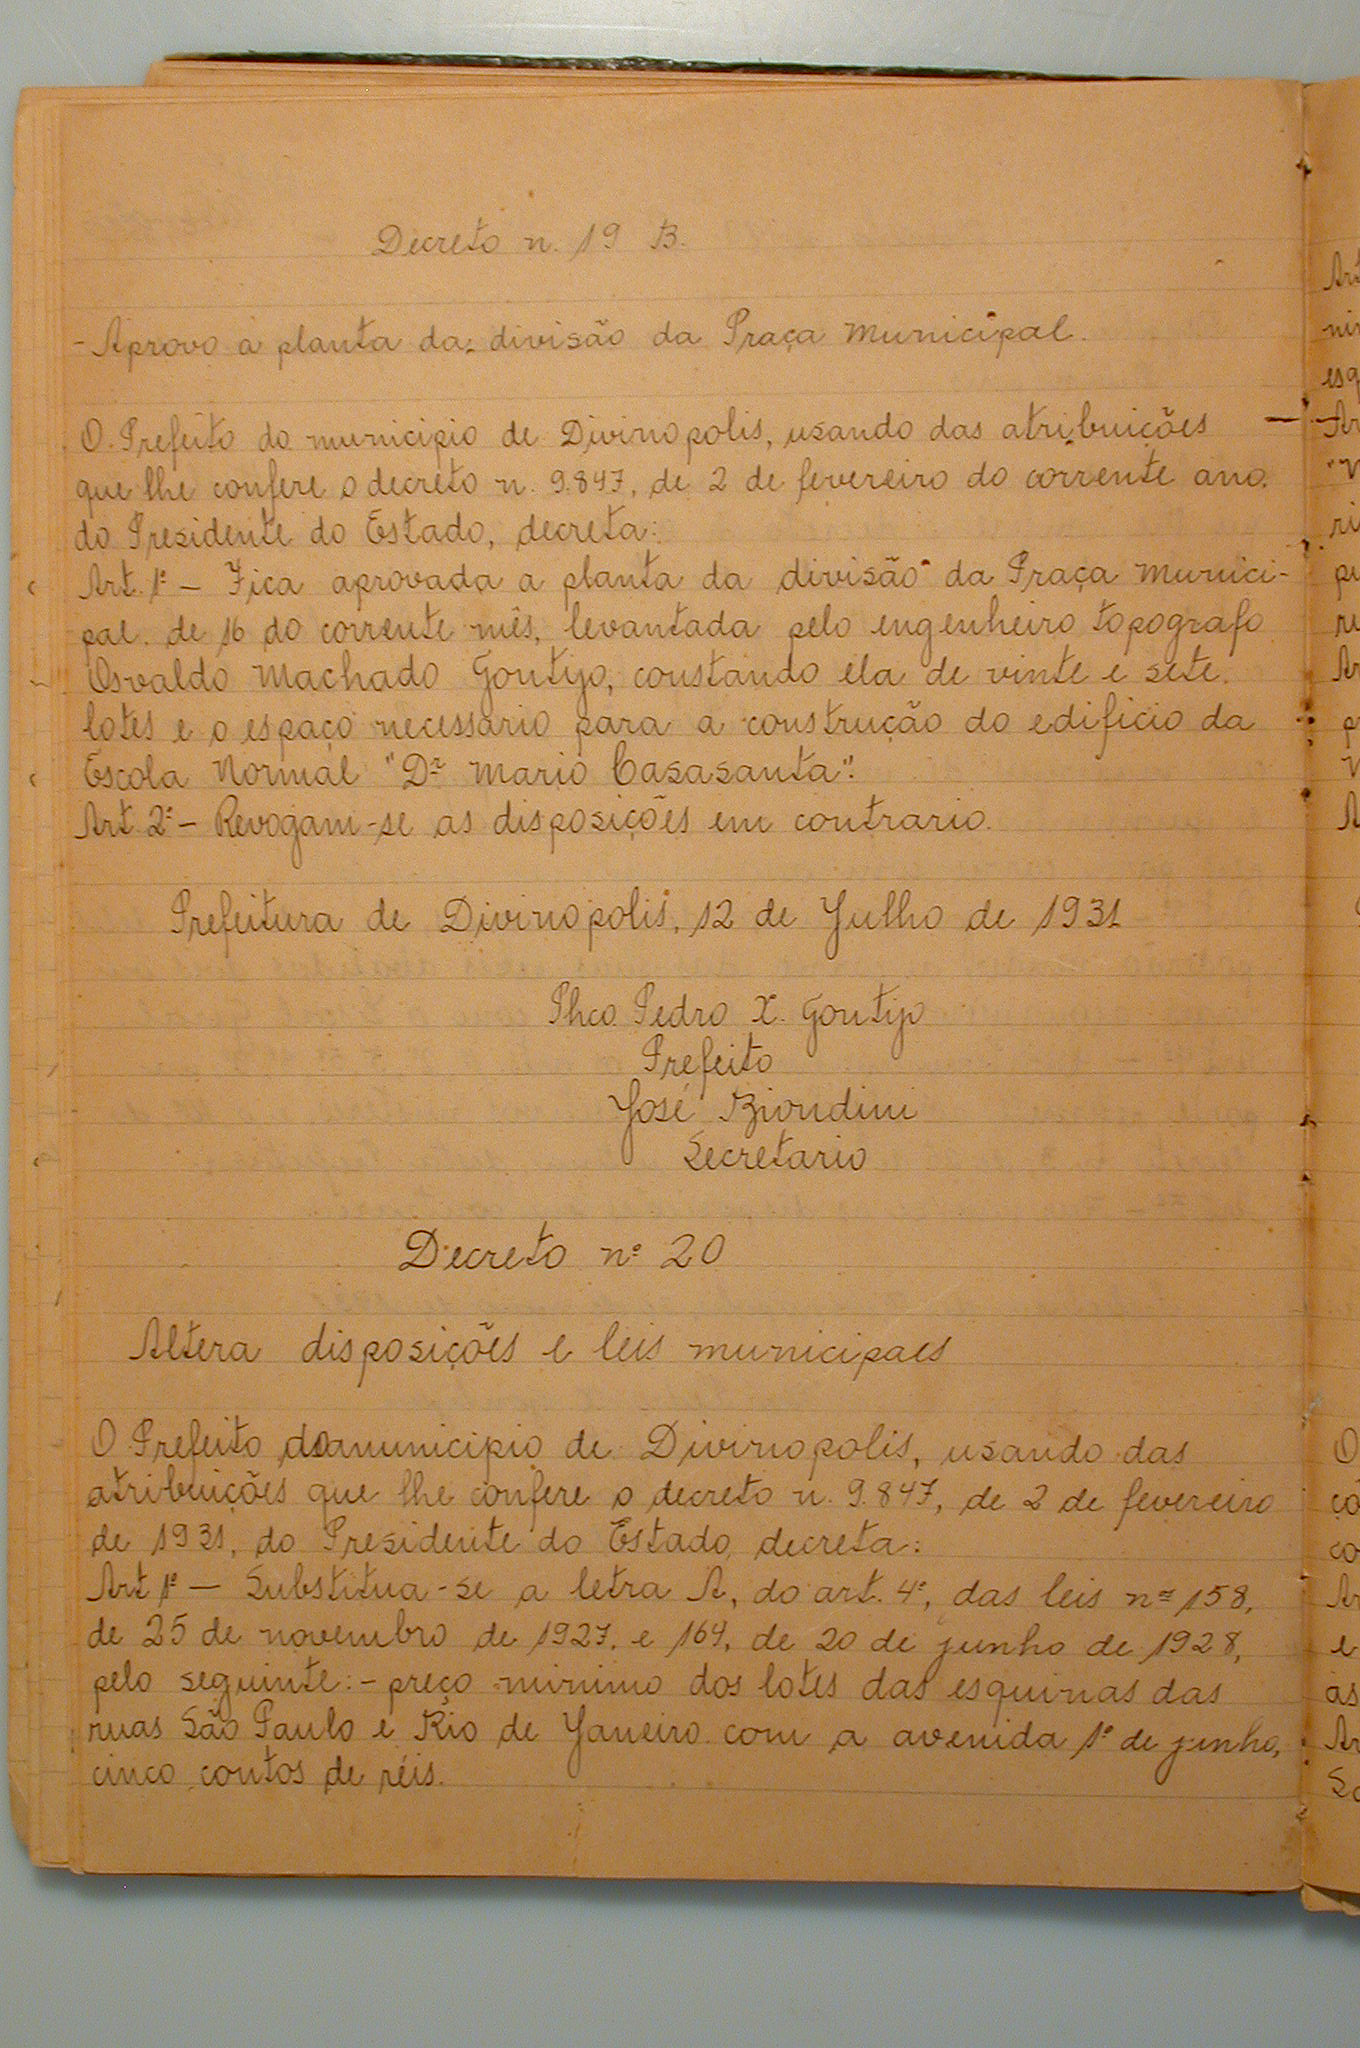 Decreto n. 19 B.
- Aprovo a planta da divisão da Praça Municipal.
O Prefeito do municipio de Divinopolis, usando das atribuições
que lhe confere o decreto n. 9.847, de 2 de fevereiro do corrente ano.
do Presidente do Estado, decreta:
Art. 1º - Fica aprovada a planta da divisão da Praça Munici-
pal. de 16 do corrente mês, levantada pelo engenheiro topografo
Osvaldo Machado Gontijo, constando ela de vinte e sete.
lotes e o espaço necessario para a construção do edificio da
Escola Normal "Dr Mario Casasanta".
Art. 2º - Revogam-se as disposições em contrario.
Prefeitura de Divinopolis, 12 de Julho de 1931
Phco. Pedro X. Gontijo
Prefeito
José Biondini
Secretario
Decreto nº 20
Altera disposições e leis municipaes
O Prefeito do municipio de Divinopolis, usando das
atribuições que lhe confere o decreto n. 9.847, de 2 de fevereiro
de 1931, do Presidente do Estado, decreta:
Art 1º - Substitua-se a letra A, do art. 4º, das leis nos 158,
de 25 de novembro de 1927, e 164, de 20 de junho de 1928,
pelo seguinte: - preço minimo dos lotes das esquinas das
ruas São Paulo e Rio de Janeiro com a avenida 1º de junho,
cinco contos de réis.